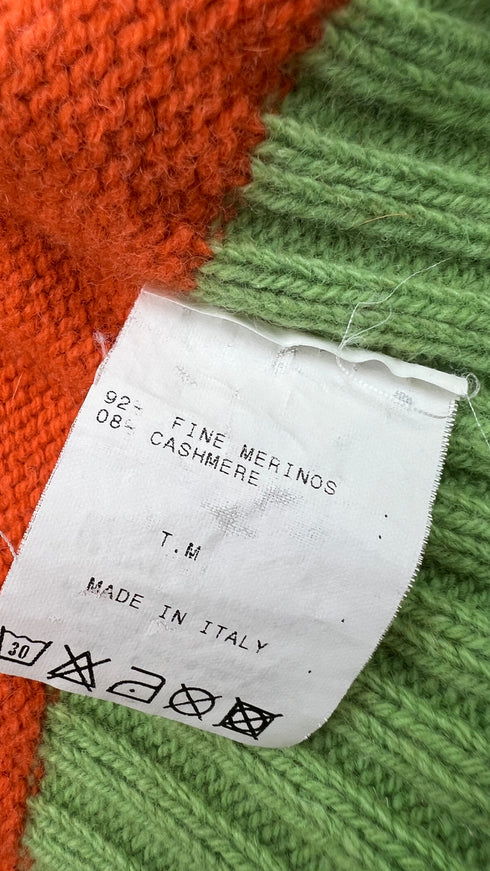 92- FINE MERINOS
08- CASHMERE
T.M
MADE IN ITALY
30